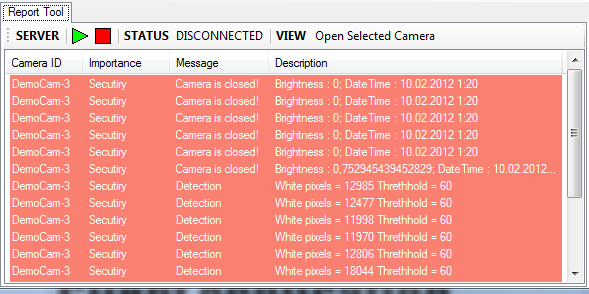 Report Tool
SERVER STATUS DISCONNECTED VIEW Open Selected Camera
Camera ID Importance Message Description
DemoCam-3 Secutiry Camera is closed! Brightness : 0; DateTime : 10.02.2012 1:20
DemoCam-3 Secutiry Camera is closed! Brightness : 0; DateTime : 10.02.2012 1:20
DemoCam-3 Secutiry Camera is closed! Brightness : 0; DateTime : 10.02.2012 1:20
DemoCam-3 Secutiry Camera is closed! Brightness : 0; DateTime : 10.02.2012 1:20
DemoCam-3 Secutiry Camera is closed! Brightness : 0; DateTime : 10.02.2012 1:20
DemoCam-3 Secutiry Camera is closed! Brightness : 0,752945439452829; DateTime : 10.02.2012...
DemoCam-3 Secutiry Detection White pixels = 12985 Threthhold = 60
DemoCam-3 Secutiry Detection White pixels = 12477 Threthhold = 60
DemoCam-3 Secutiry Detection White pixels = 11998 Threthhold = 60
DemoCam-3 Secutiry Detection White pixels = 11970 Threthhold = 60
DemoCam-3 Secutiry Detection White pixels = 12806 Threthhold = 60
DemoCam-3 Secutiry Detection White pixels = 18044 Threthhold = 60